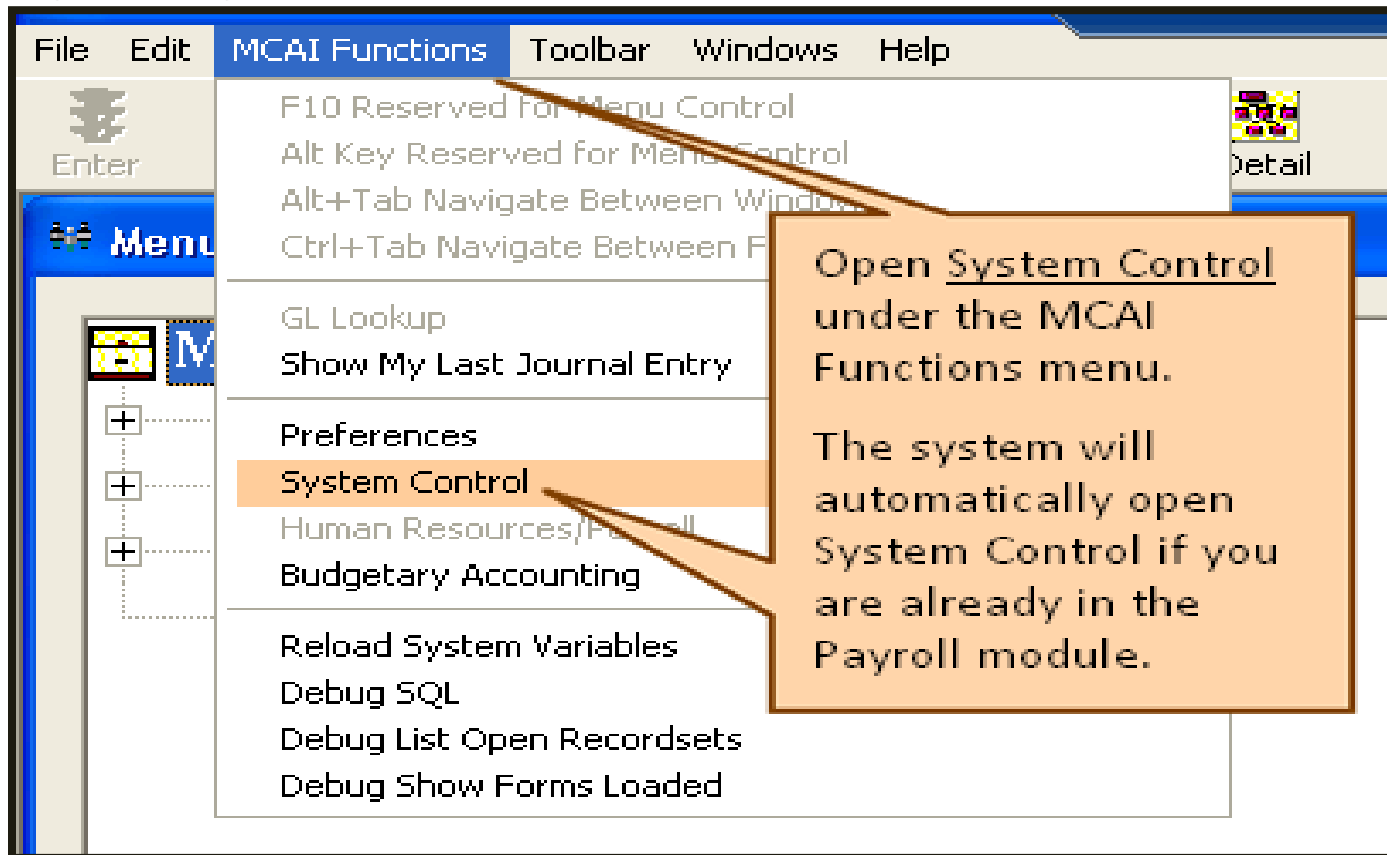 File Edit MCAI Functions Toolbar Windows Help
Enter
Detail
Menu
M
F10 Reserved for Menu Control
Alt Key Reserved for Menu Control
Alt+Tab Navigate Between Window
Ctrl+Tab Navigate Between F
GL Lookup
Show My Last Journal Entry
Preferences
System Control
Human Resources/Payroll
Budgetary Accounting
Reload System Variables
Debug SQL
Debug List Open Recordsets
Debug Show Forms Loaded
Open System Control
under the MCAI
Functions menu.
The system will
automatically open
System Control if you
are already in the
Payroll module.